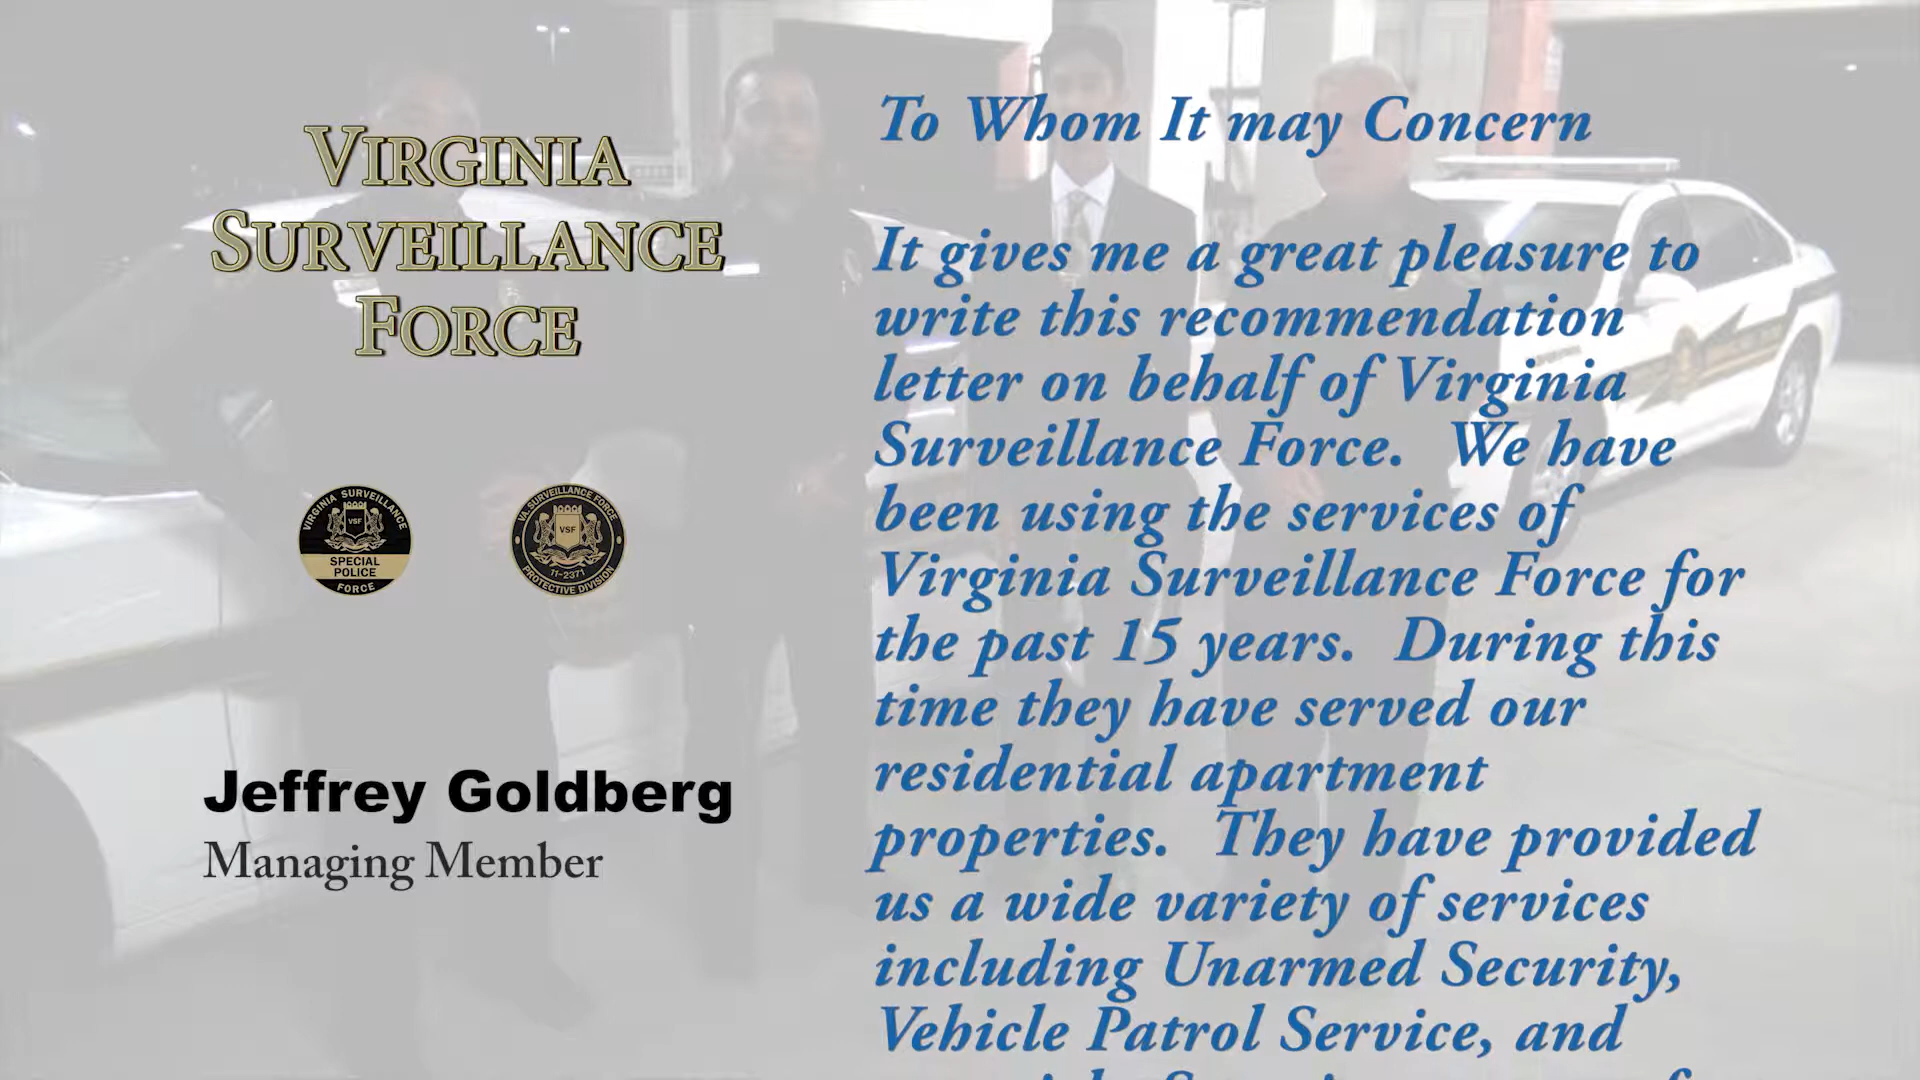 VIRGINIA
SURVEILLANCE
FORCE
VIRGINIA SURVEILLANCE
VSF
SPECIAL
POLICE
FORCE
VA. SURVEILLANCE FORCE
VSF
11-2371
PROTECTIVE DIVISION
Jeffrey Goldberg
Managing Member
To Whom It may Concern
It gives me a great pleasure to
write this recommendation
letter on behalf of Virginia
Surveillance Force. We have
been using the services of
Virginia Surveillance Force for
the past 15 years. During this
time they have served our
residential apartment
properties. They have provided
us a wide variety of services
including Unarmed Security,
Vehicle Patrol Service, and